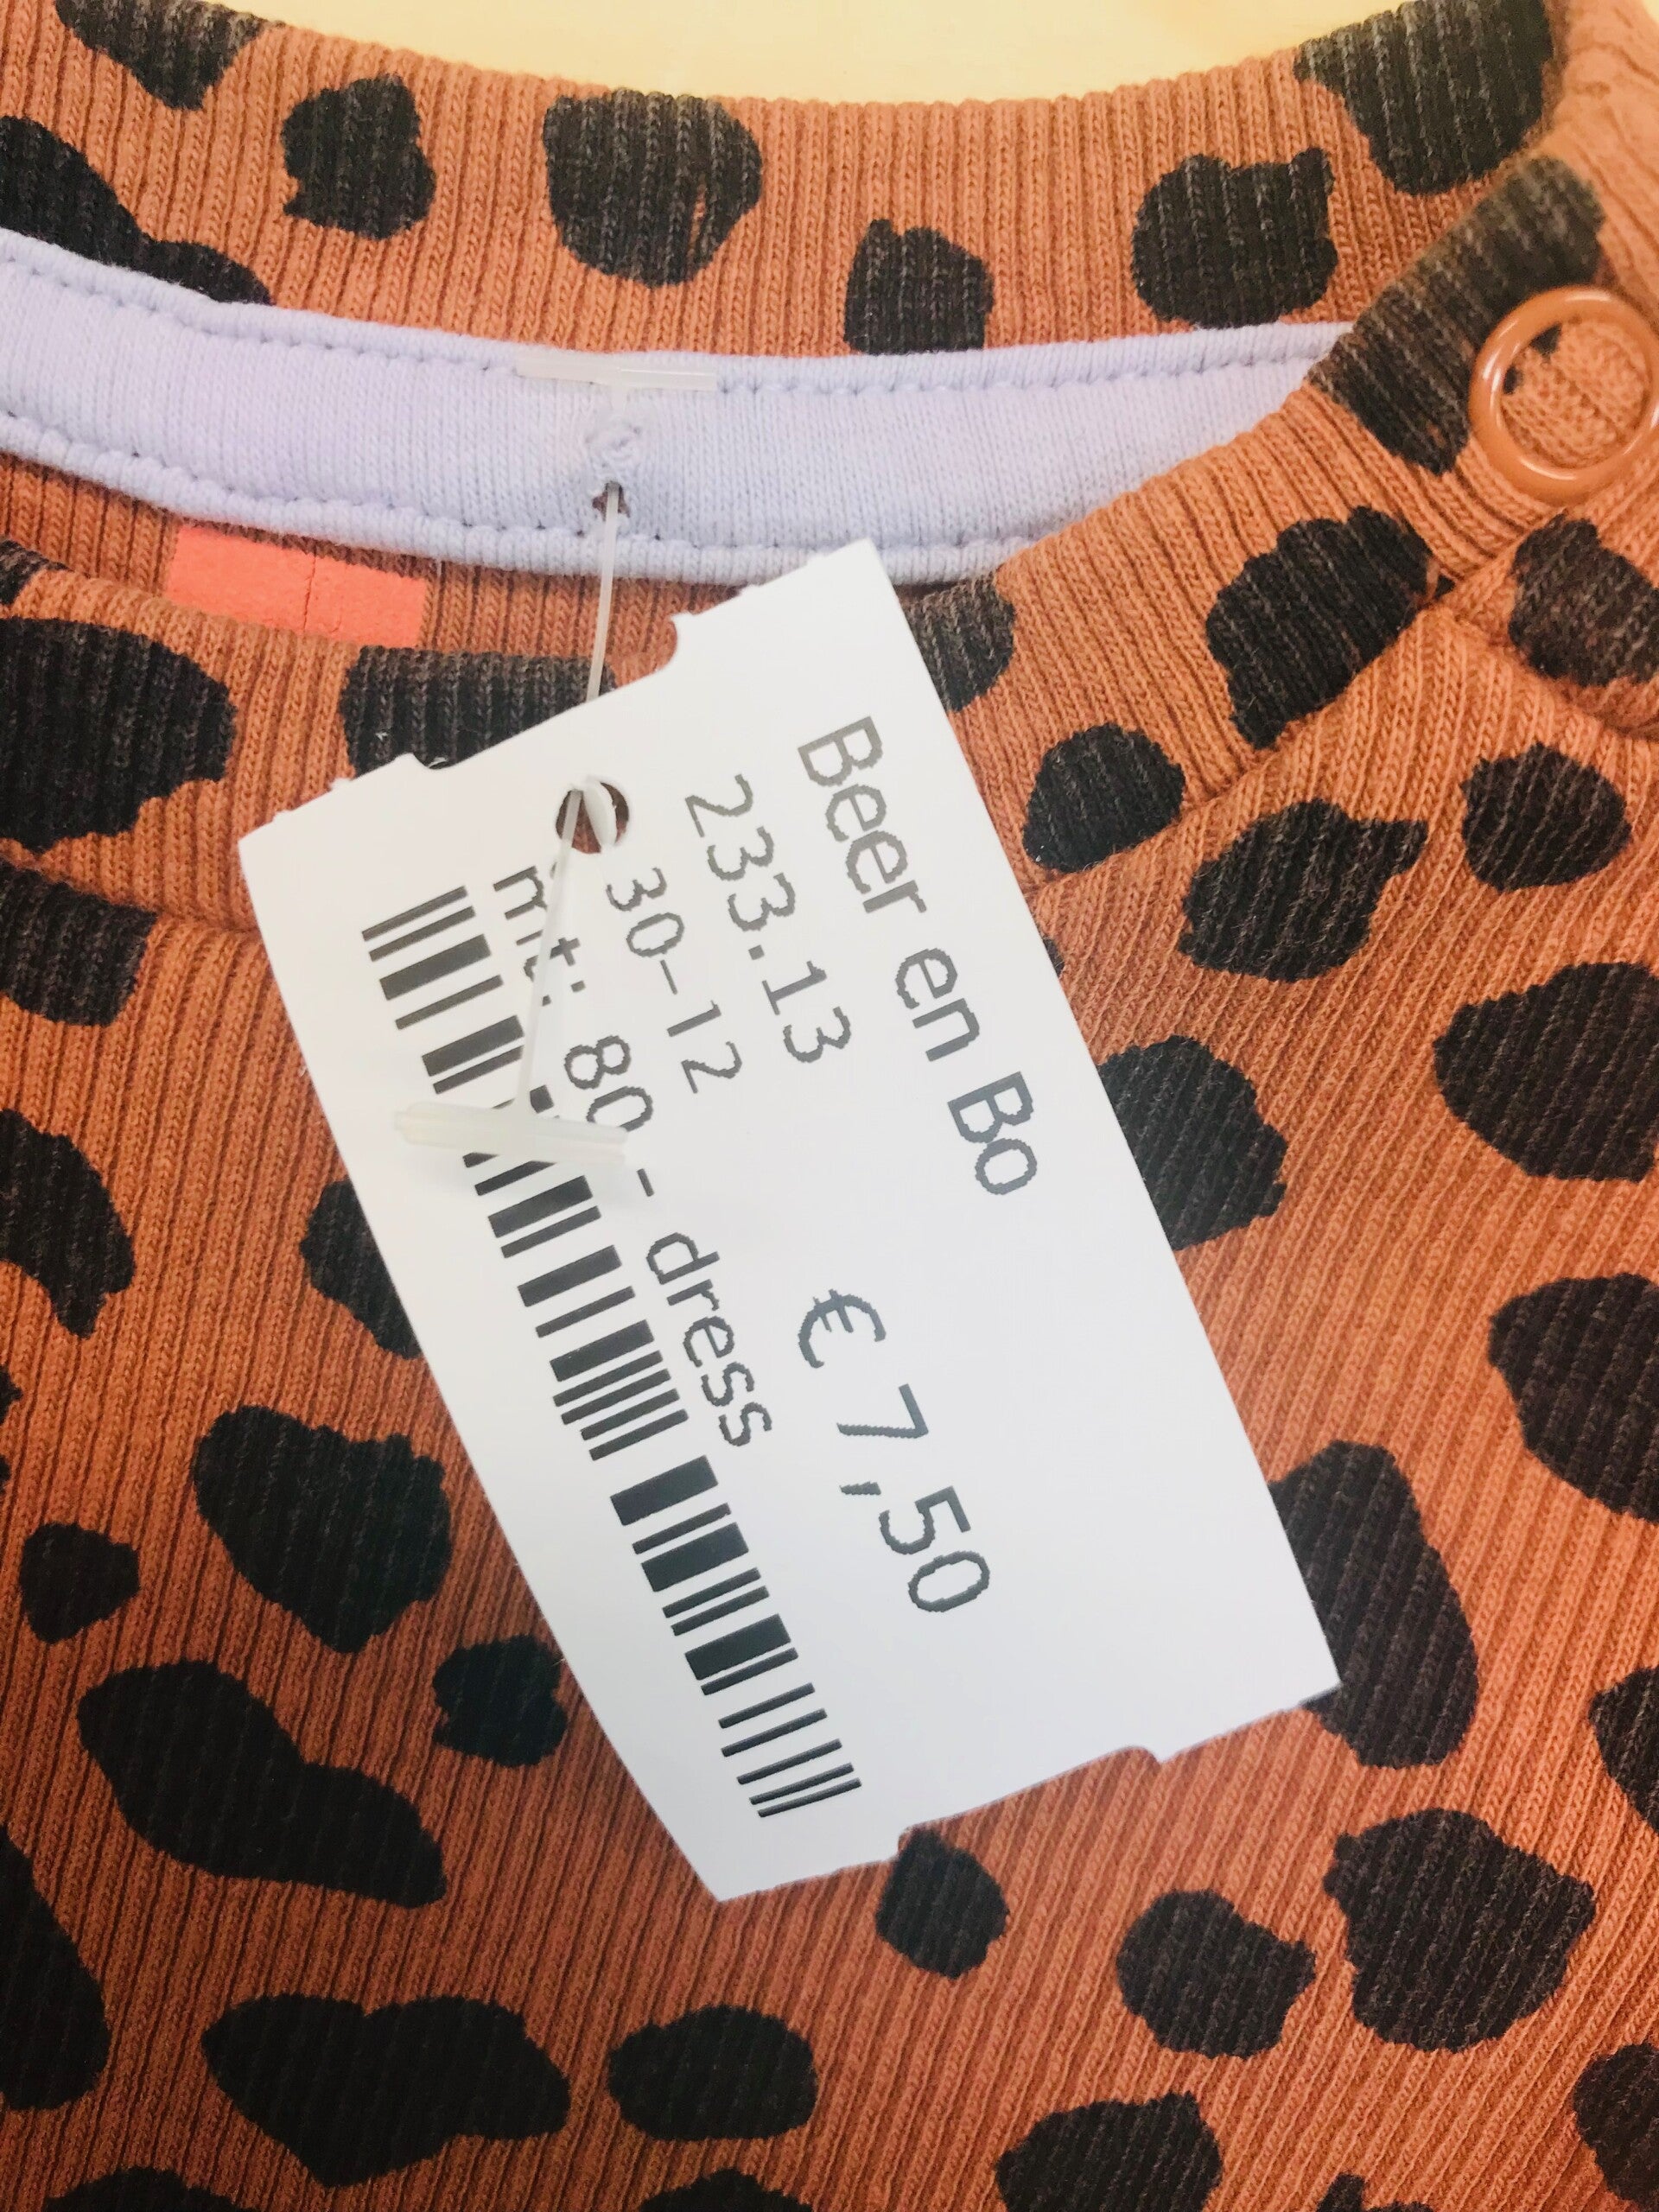 Beer en Bo
233.13
€ 7,50
30-12
mt: 80 - dress